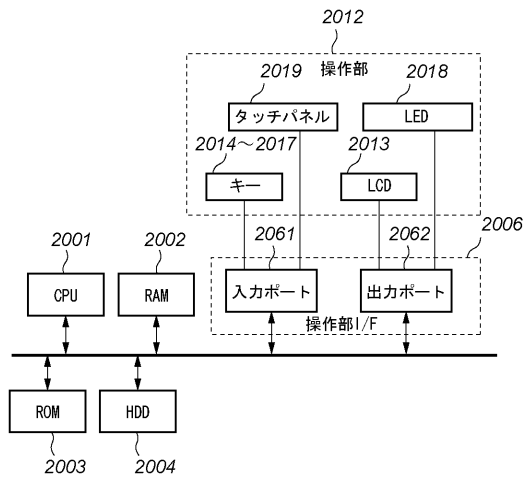 2012
2019
操作部
2018
タッチパネル
LED
2014～2017
2013
キー
LCD
2006
2001
2002
2061
2062
CPU
RAM
入力ポート
出力ポート
操作部I/F
ROM
HDD
2003
2004